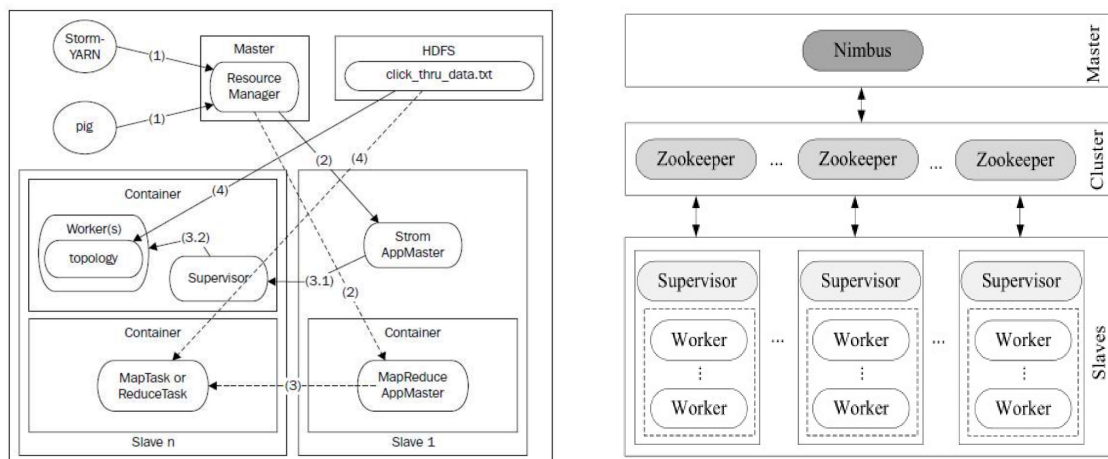 Storm-
YARN
(1)
pig
(1)
Master
Resource
Manager
HDFS
click_thru_data.txt
(2)
(4)
(4)
Container
Worker(s)
topology
(3.2)
Supervisor
(3.1)
Strom
AppMaster
(2)
Container
MapTask or
ReduceTask
(3)
Container
MapReduce
AppMaster
Slave n
Slave 1
Nimbus
Master
Zookeeper
...
Zookeeper
...
Zookeeper
Cluster
Supervisor
Supervisor
Supervisor
Worker
...
Worker
...
Worker
...
...
...
Worker
Worker
Worker
Slaves